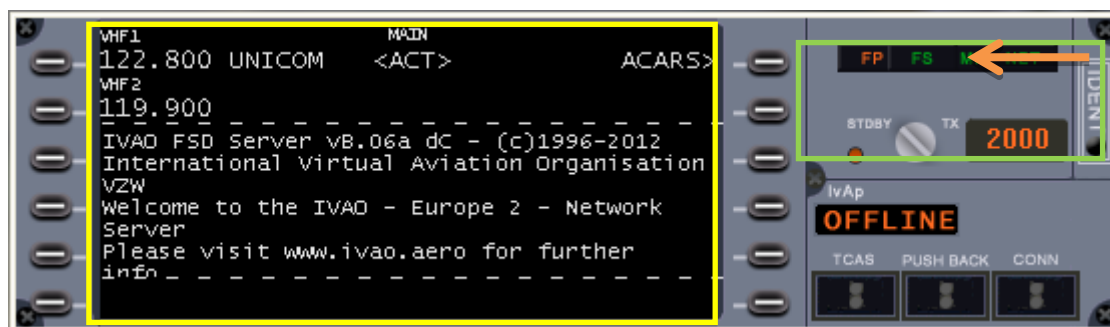 VHF1 MAIN
122.800 UNICOM <ACT> ACARS>
VHF2
119.900
IVAO FSD Server vB.06a dC - (c)1996-2012
International Virtual Aviation Organisation
VZW
Welcome to the IVAO - Europe 2 - Network
Server
Please visit www.ivao.aero for further
info
FP FS
STDBY TX 2000
IDENT
IvAp
OFFLINE
TCAS PUSH BACK CONN